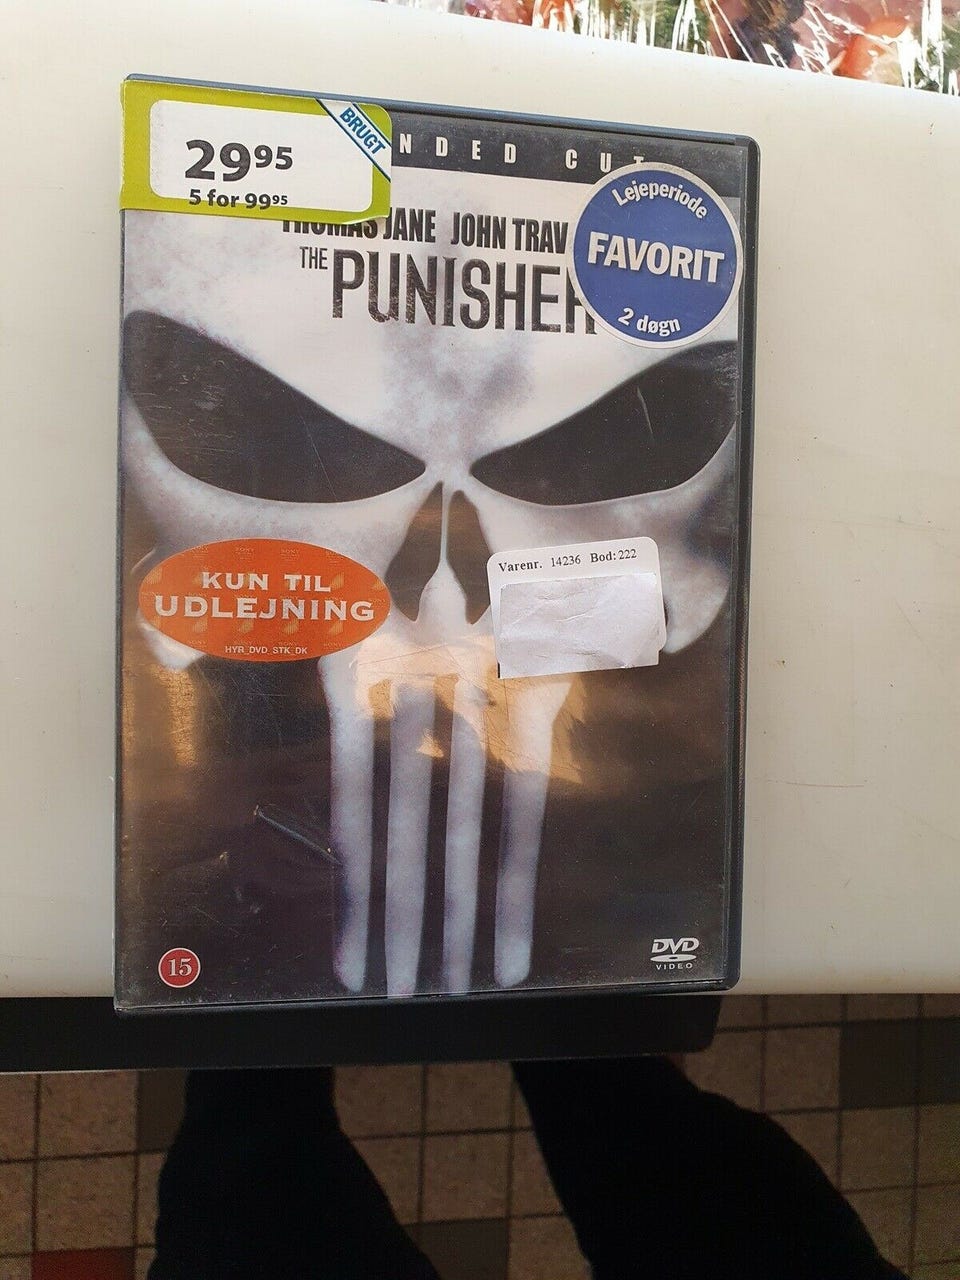 29⁹⁵
5 for 99⁹⁵
BRUGT
NDED CUT
THOMAS JANE JOHN TRAV
THE
PUNISHER
Lejeperiode
FAVORIT
2 døgn
Varenr. 14236 Bod:222
KUN TIL
UDLEJNING
HYR_DVD_STK_DK
15
DVD
VIDEO